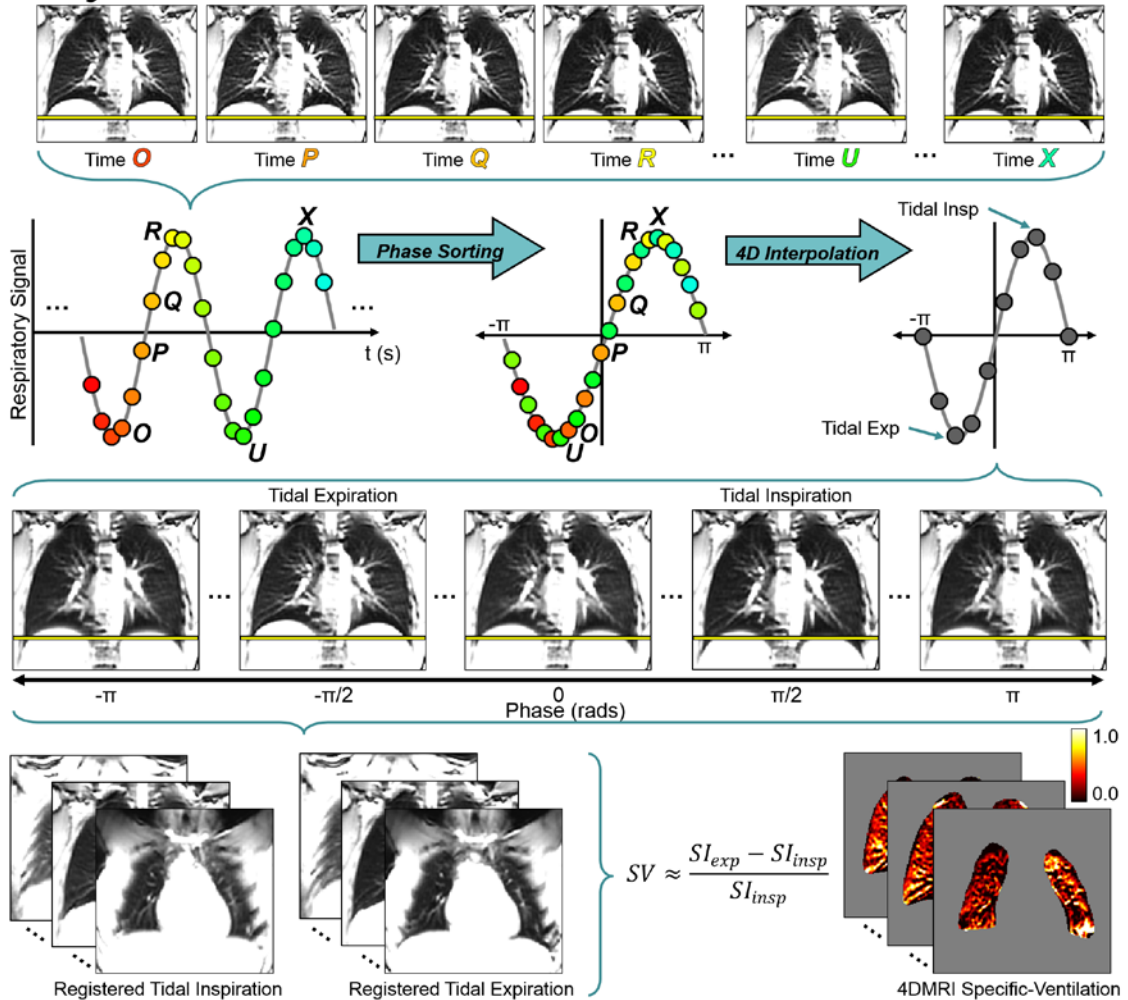 Time O Time P Time Q Time R ... Time U ... Time X
Respiratory Signal
... R Q P O U X ...
t (s)
Phase Sorting
-π R X Q P O U π
4D Interpolation
Tidal Insp
-π π
Tidal Exp
Tidal Expiration Tidal Inspiration
... ... ... ...
-π -π/2 0 π/2 π
Phase (rads)
SV ≈ (SI_exp − SI_insp) / SI_insp
1.0
0.0
... ... ...
Registered Tidal Inspiration Registered Tidal Expiration 4DMRI Specific-Ventilation